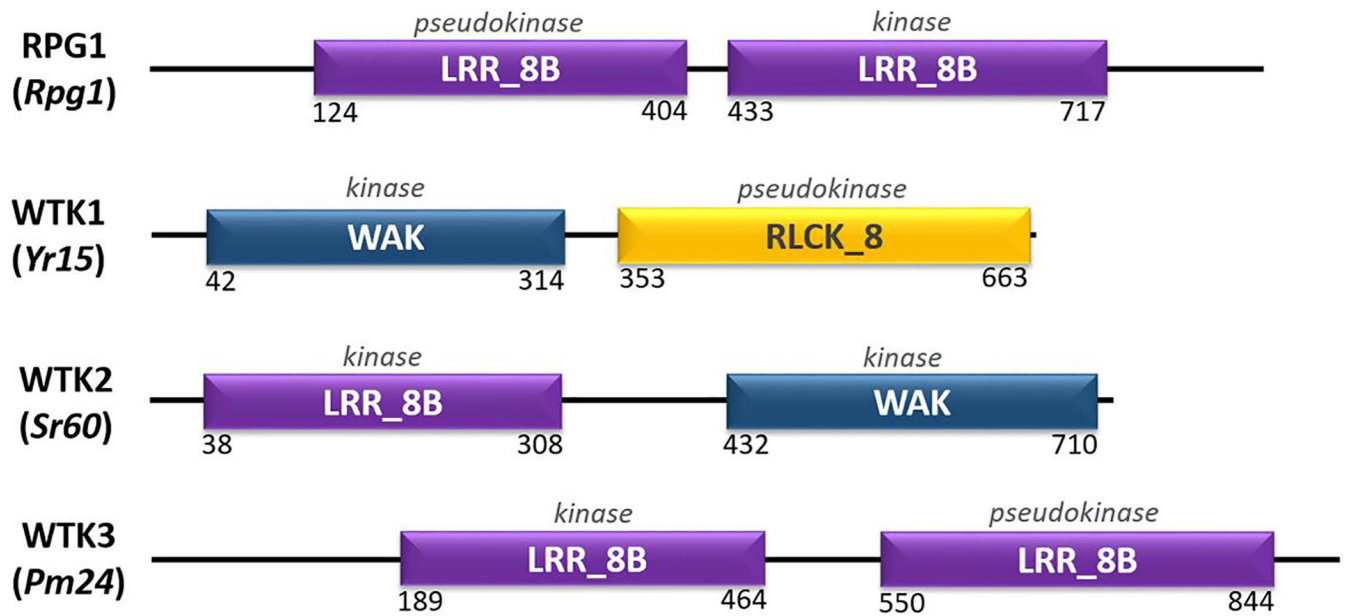 pseudokinase kinase
RPG1 LRR_8B LRR_8B
(Rpg1) 124 404 433 717
kinase pseudokinase
WTK1 WAK RLCK_8
(Yr15) 42 314 353 663
kinase kinase
WTK2 LRR_8B WAK
(Sr60) 38 308 432 710
kinase pseudokinase
WTK3 LRR_8B LRR_8B
(Pm24) 189 464 550 844